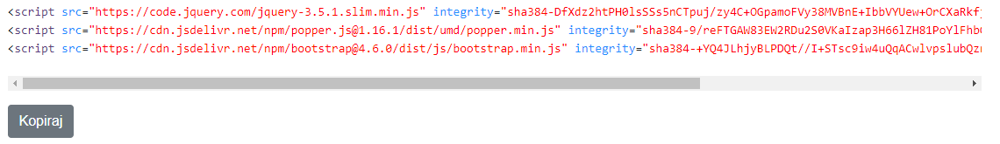 <script src="https://code.jquery.com/jquery-3.5.1.slim.min.js" integrity="sha384-DfXdz2htPH0lsSSs5nCTpuj/zy4C+OGpamoFVy38MVBnE+IbbVYUew+OrCXaRkfj
<script src="https://cdn.jsdelivr.net/npm/popper.js@1.16.1/dist/umd/popper.min.js" integrity="sha384-9/reFTGAW83EW2RDu2S0VKaIzap3H66lZH81PoYlFhb
<script src="https://cdn.jsdelivr.net/npm/bootstrap@4.6.0/dist/js/bootstrap.min.js" integrity="sha384-+YQ4JLhjyBLPDQt//I+STsc9iw4uQqACwlvpslubQz
Kopiraj